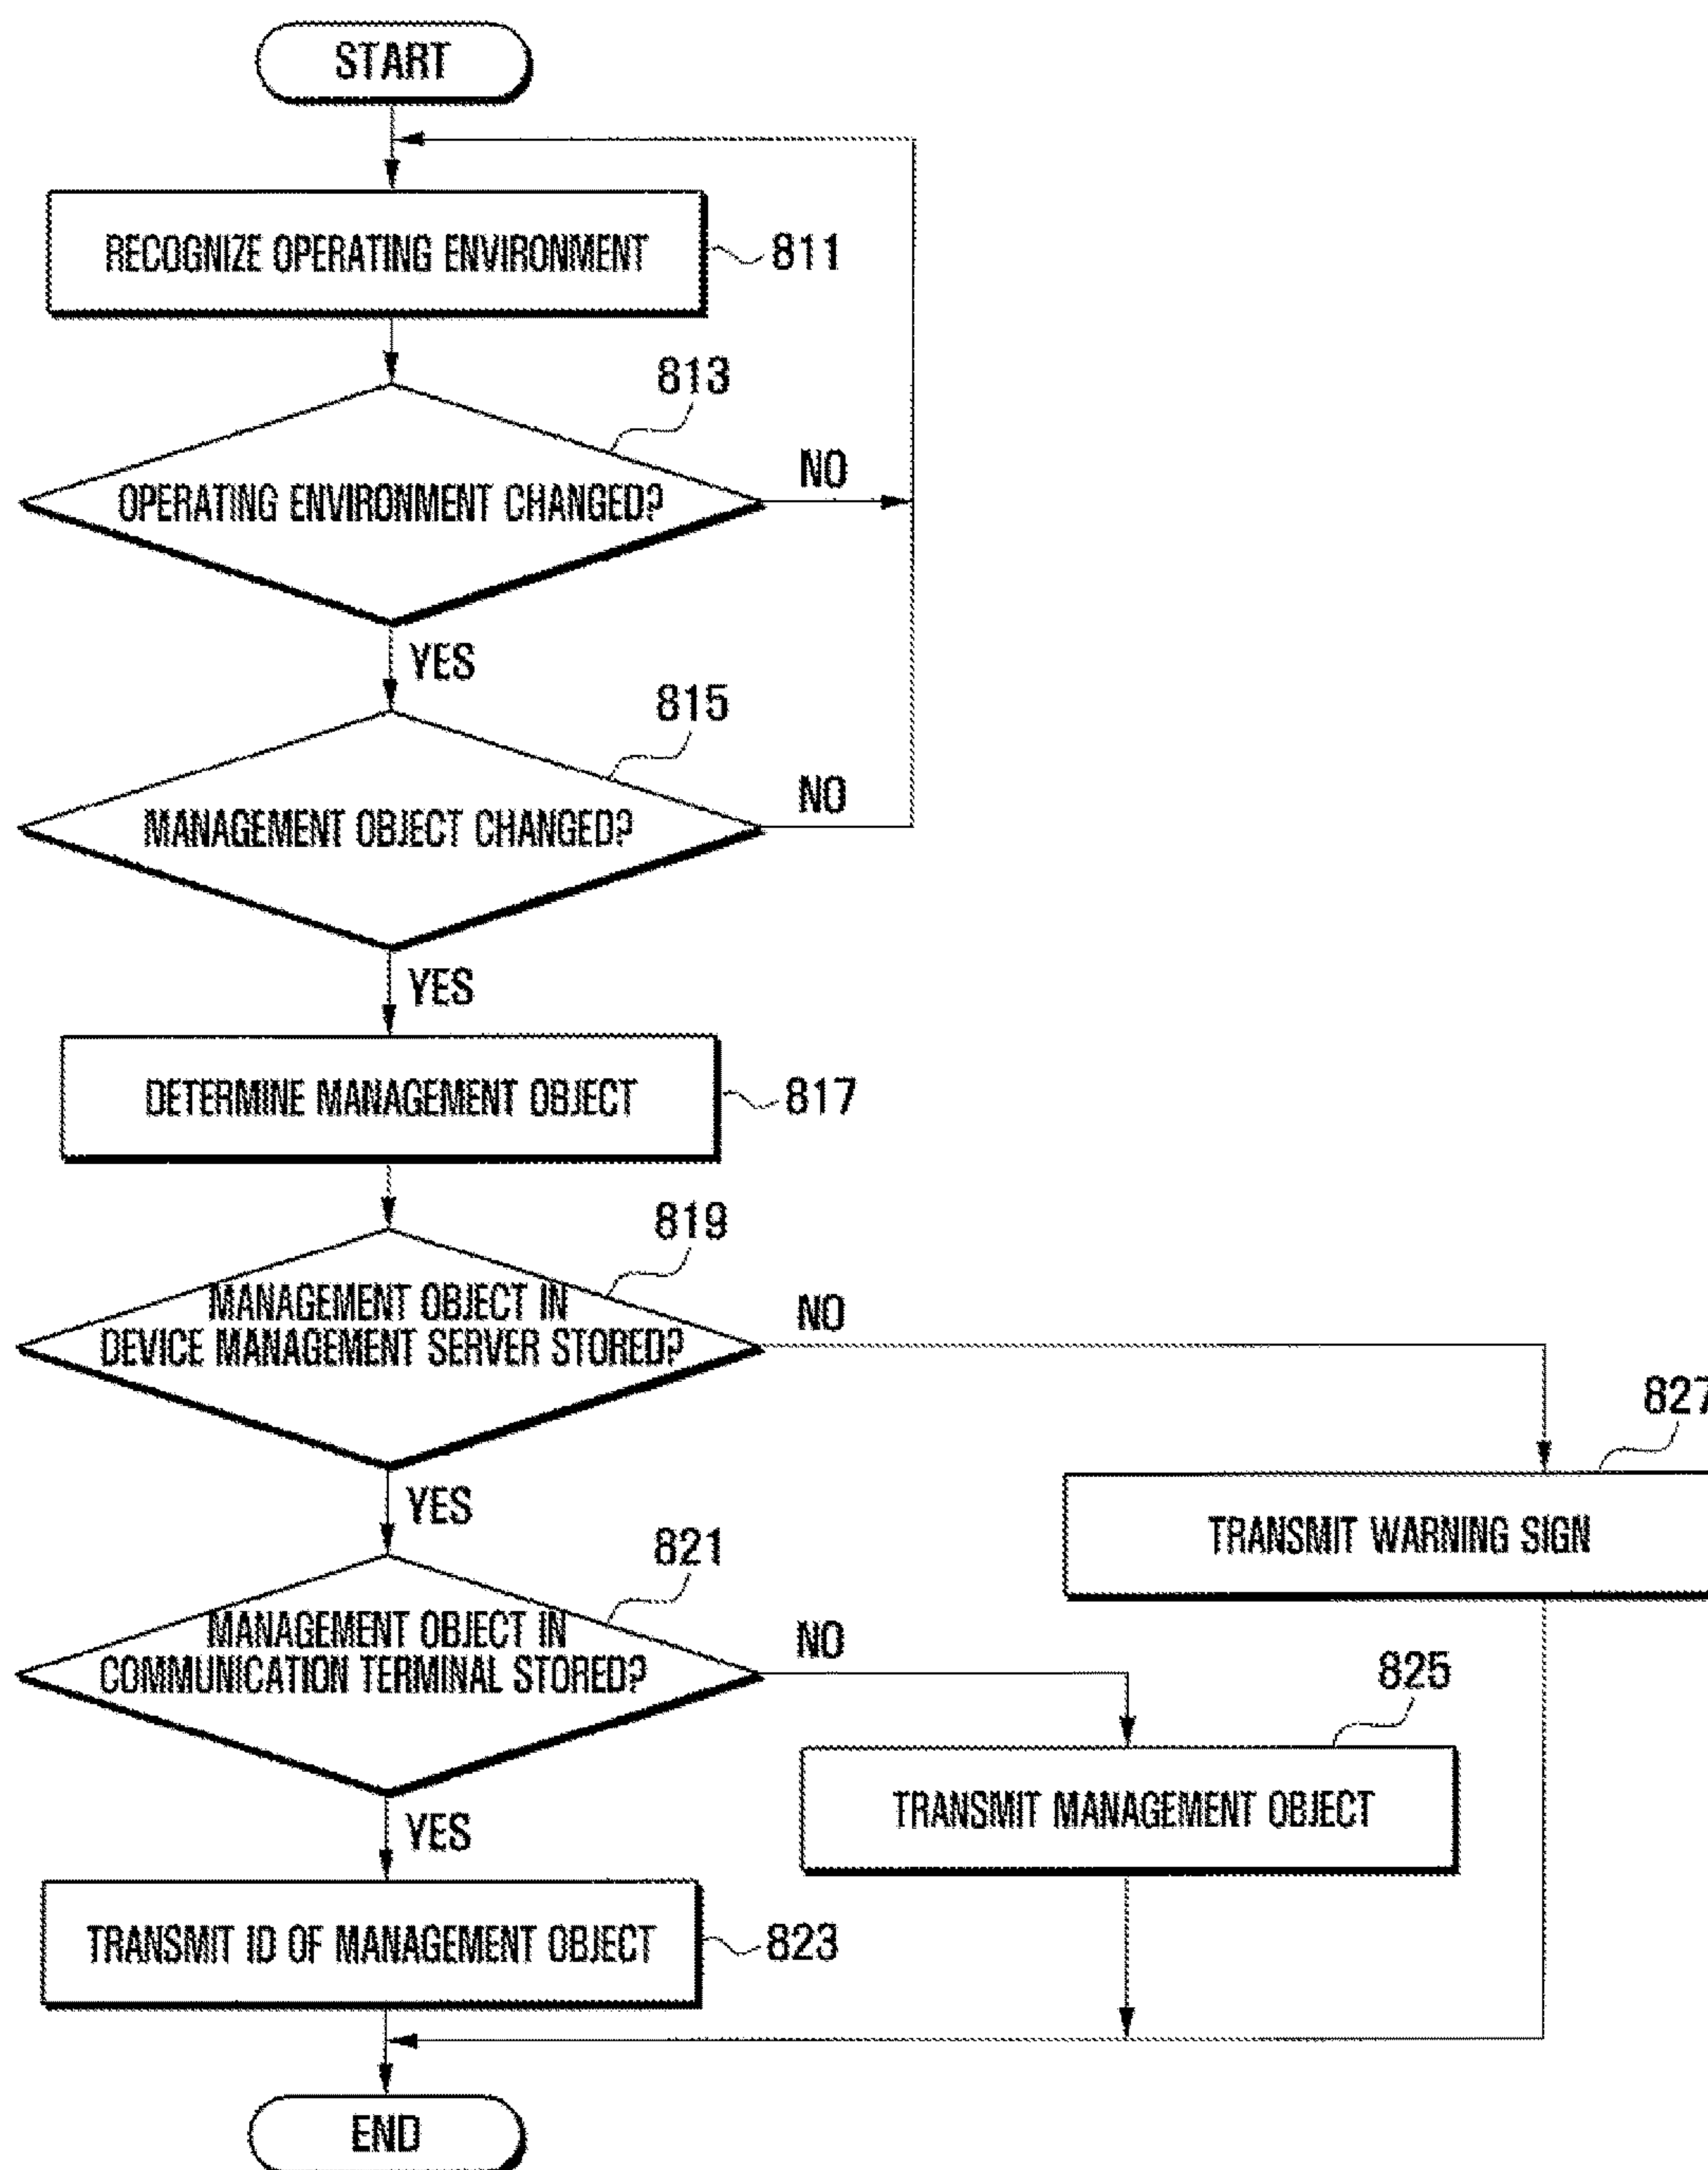 START
RECOGNIZE OPERATING ENVIRONMENT
811
813
OPERATING ENVIRONMENT CHANGED?
NO
YES
815
MANAGEMENT OBJECT CHANGED?
NO
YES
DETERMINE MANAGEMENT OBJECT
817
819
MANAGEMENT OBJECT IN
DEVICE MANAGEMENT SERVER STORED?
NO
YES
827
TRANSMIT WARNING SIGN
821
MANAGEMENT OBJECT IN
COMMUNICATION TERMINAL STORED?
NO
YES
825
TRANSMIT MANAGEMENT OBJECT
TRANSMIT ID OF MANAGEMENT OBJECT
823
END